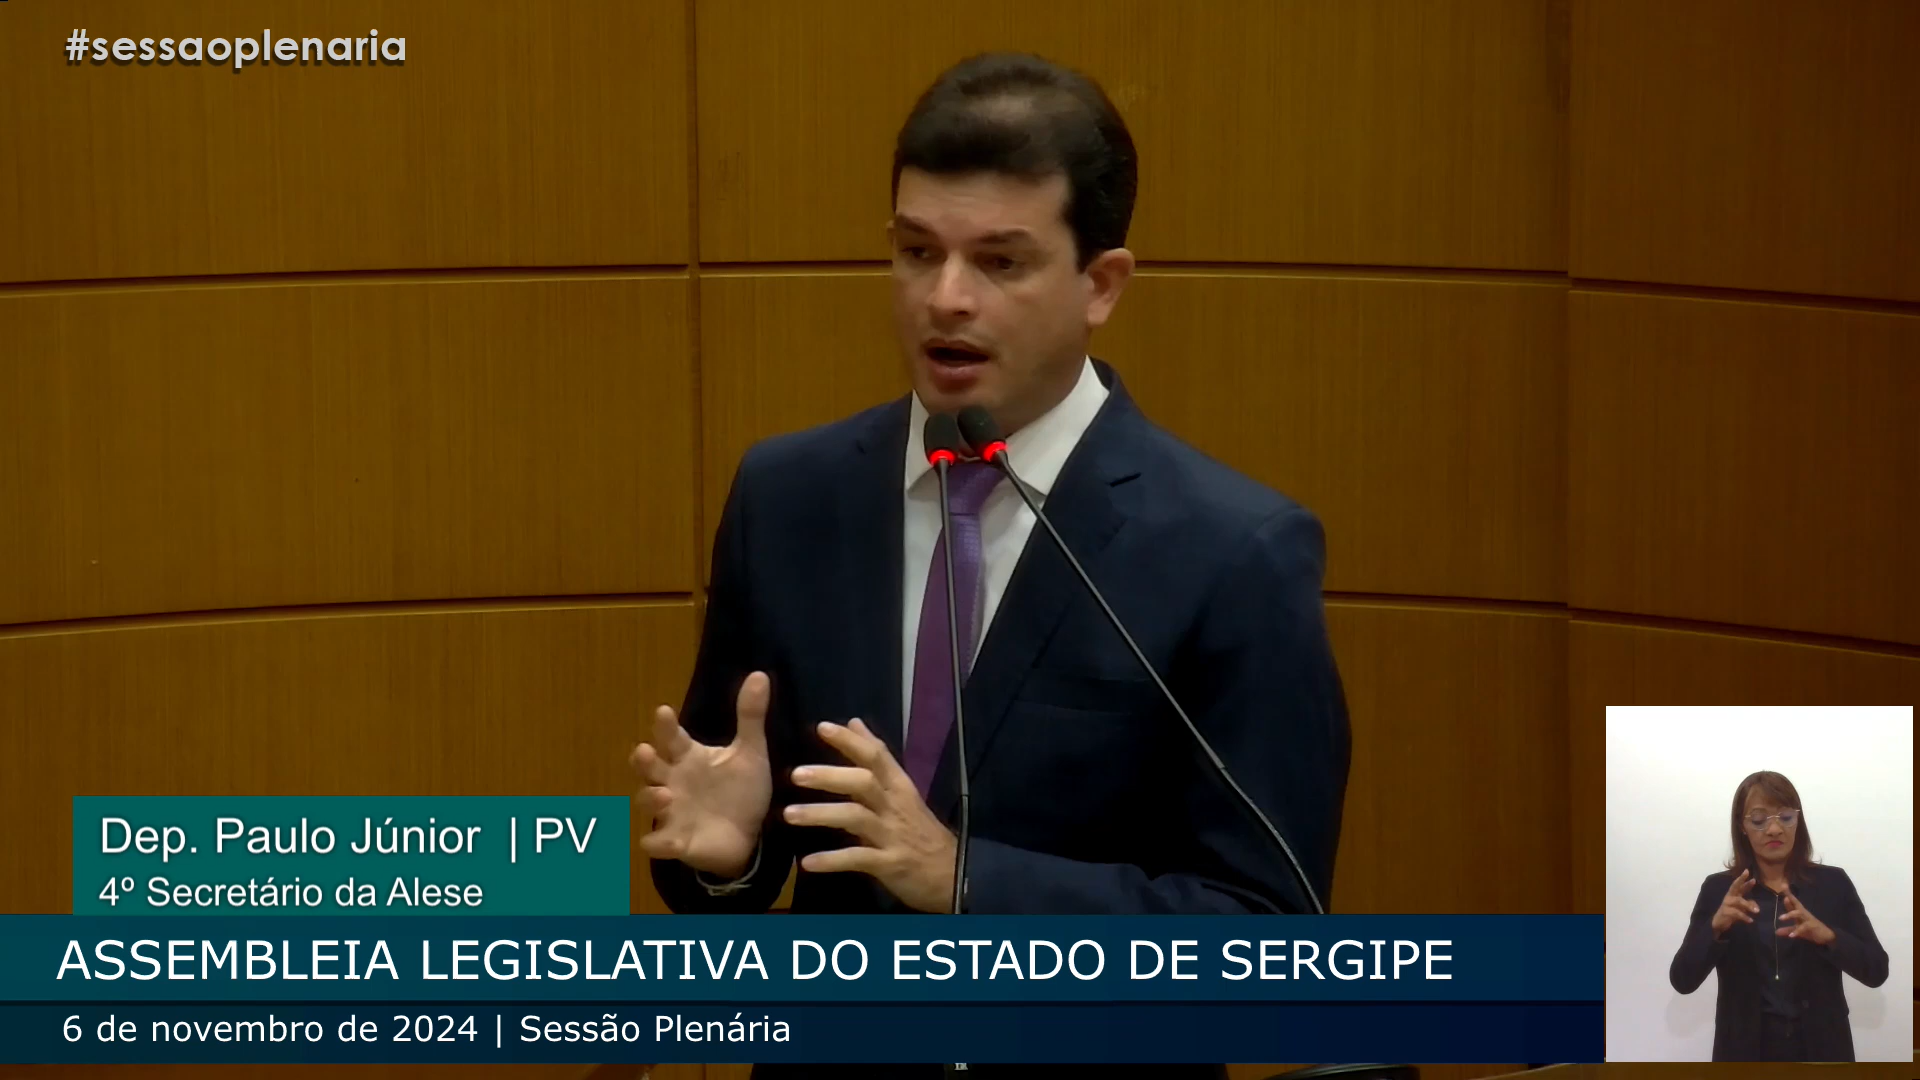 #sessaoplenaria
Dep. Paulo Júnior | PV
4º Secretário da Alese
ASSEMBLEIA LEGISLATIVA DO ESTADO DE SERGIPE
6 de novembro de 2024 | Sessão Plenária